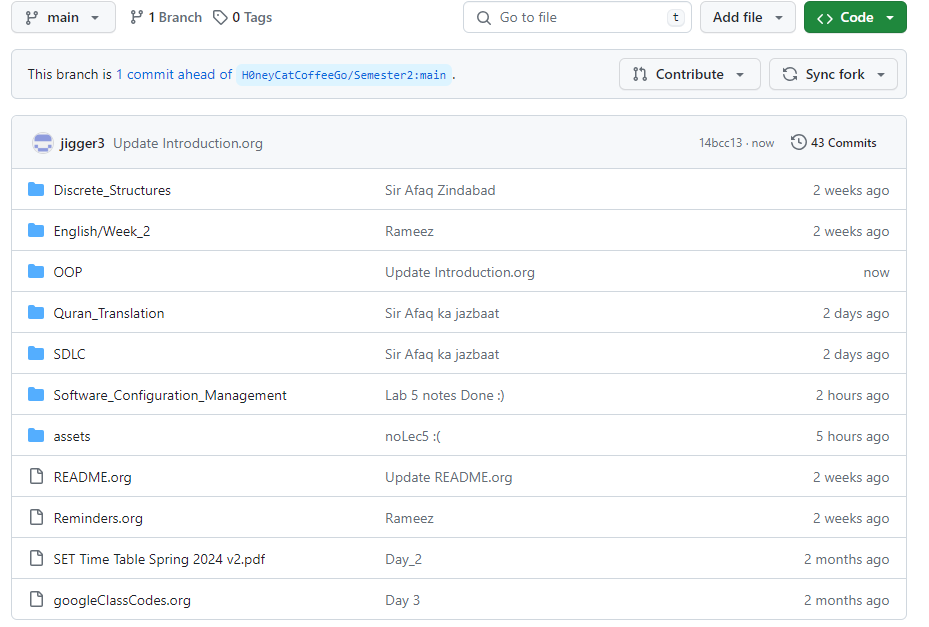 main 1 Branch 0 Tags Go to file t Add file Code
This branch is 1 commit ahead of H0neyCatCoffeeGo/Semester2:main . Contribute Sync fork
jigger3 Update Introduction.org 14bcc13 · now 43 Commits
Discrete_Structures Sir Afaq Zindabad 2 weeks ago
English/Week_2 Rameez 2 weeks ago
OOP Update Introduction.org now
Quran_Translation Sir Afaq ka jazbaat 2 days ago
SDLC Sir Afaq ka jazbaat 2 days ago
Software_Configuration_Management Lab 5 notes Done :) 2 hours ago
assets noLec5 :( 5 hours ago
README.org Update README.org 2 weeks ago
Reminders.org Rameez 2 weeks ago
SET Time Table Spring 2024 v2.pdf Day_2 2 months ago
googleClassCodes.org Day 3 2 months ago